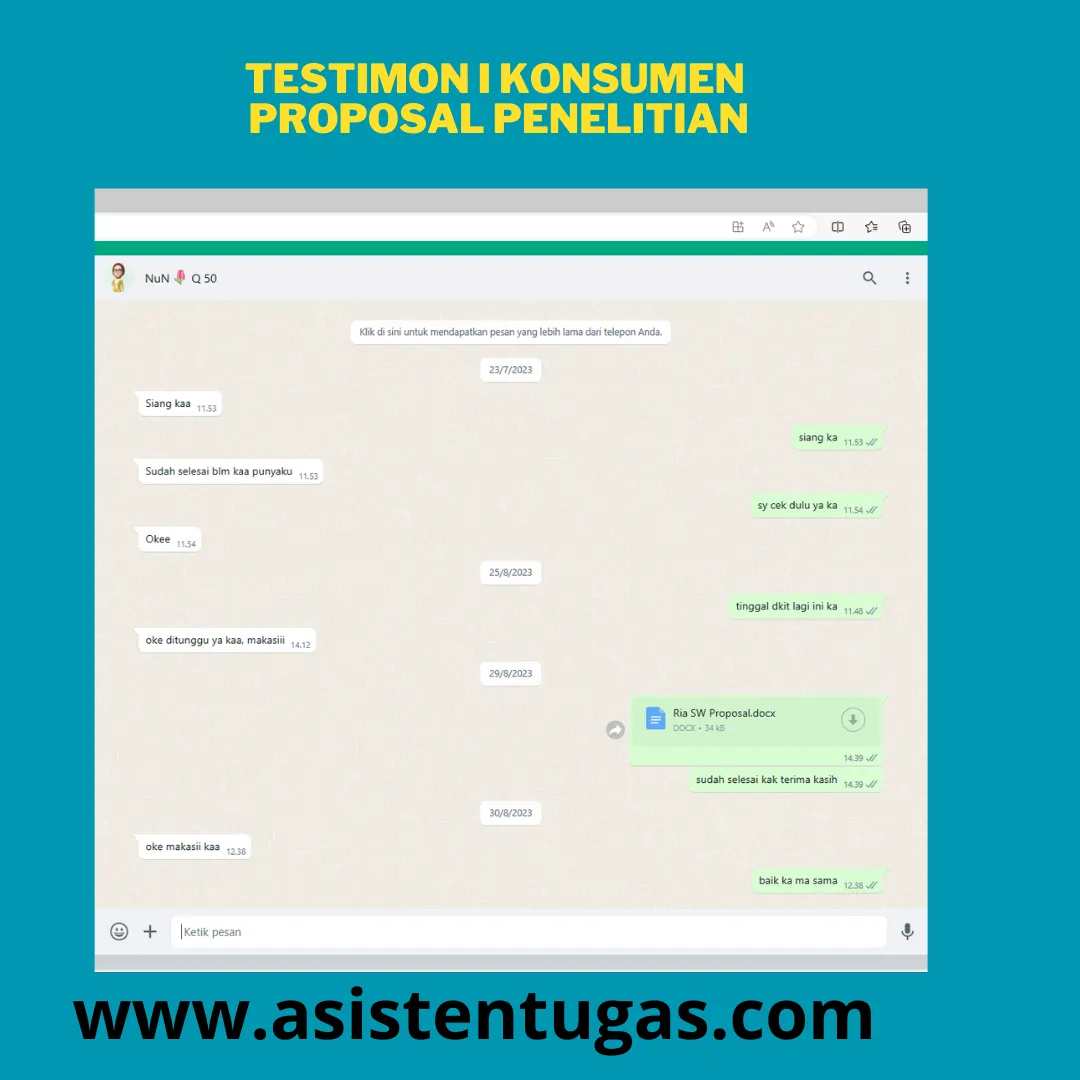 TESTIMON I KONSUMEN
PROPOSAL PENELITIAN
NuN 🌷 Q 50
Klik di sini untuk mendapatkan pesan yang lebih lama dari telepon Anda.
23/7/2023
Siang kaa 11.53
siang ka 11.53
Sudah selesai blm kaa punyaku 11.53
sy cek dulu ya ka 11.54
Okee 11.54
25/8/2023
tinggal dkit lagi ini ka 11.48
oke ditunggu ya kaa, makasiii 14.12
29/8/2023
Ria SW Proposal.docx
DOCX • 34 kB
14.39
sudah selesai kak terima kasih 14.39
30/8/2023
oke makasii kaa 12.38
baik ka ma sama 12.38
Ketik pesan
www.asistentugas.com